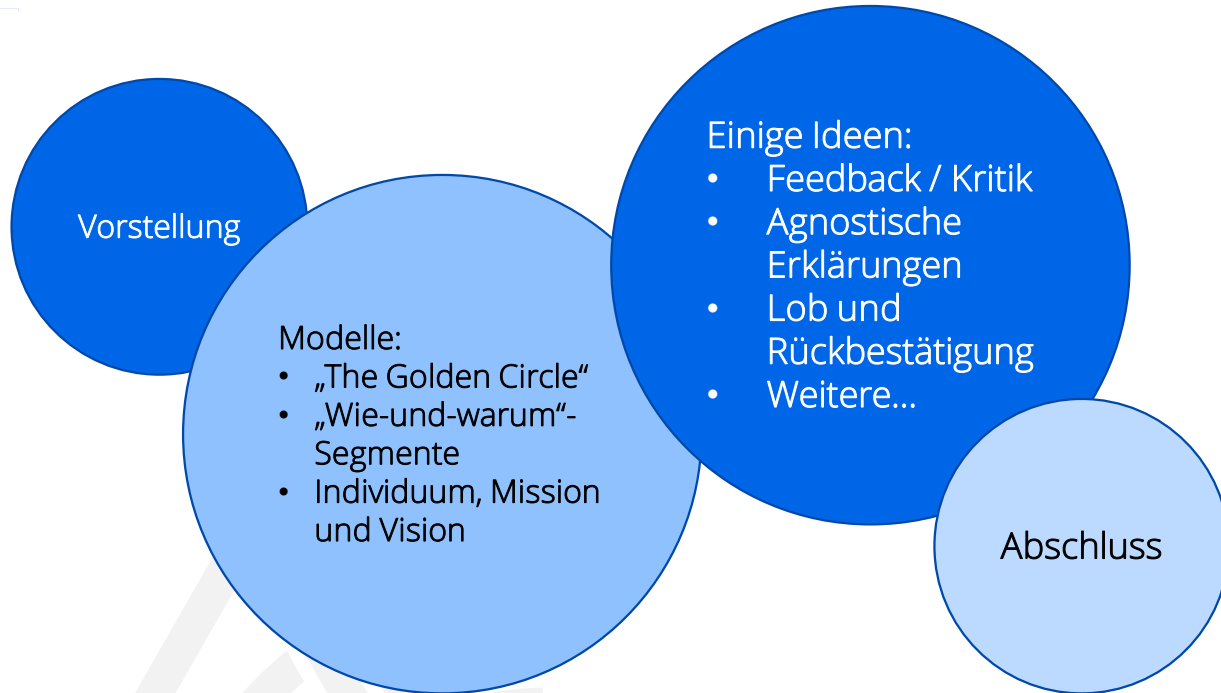 Vorstellung
Modelle:
• „The Golden Circle“
• „Wie-und-warum“-
Segmente
• Individuum, Mission
und Vision
Einige Ideen:
• Feedback / Kritik
• Agnostische
Erklärungen
• Lob und
Rückbestätigung
• Weitere...
Abschluss